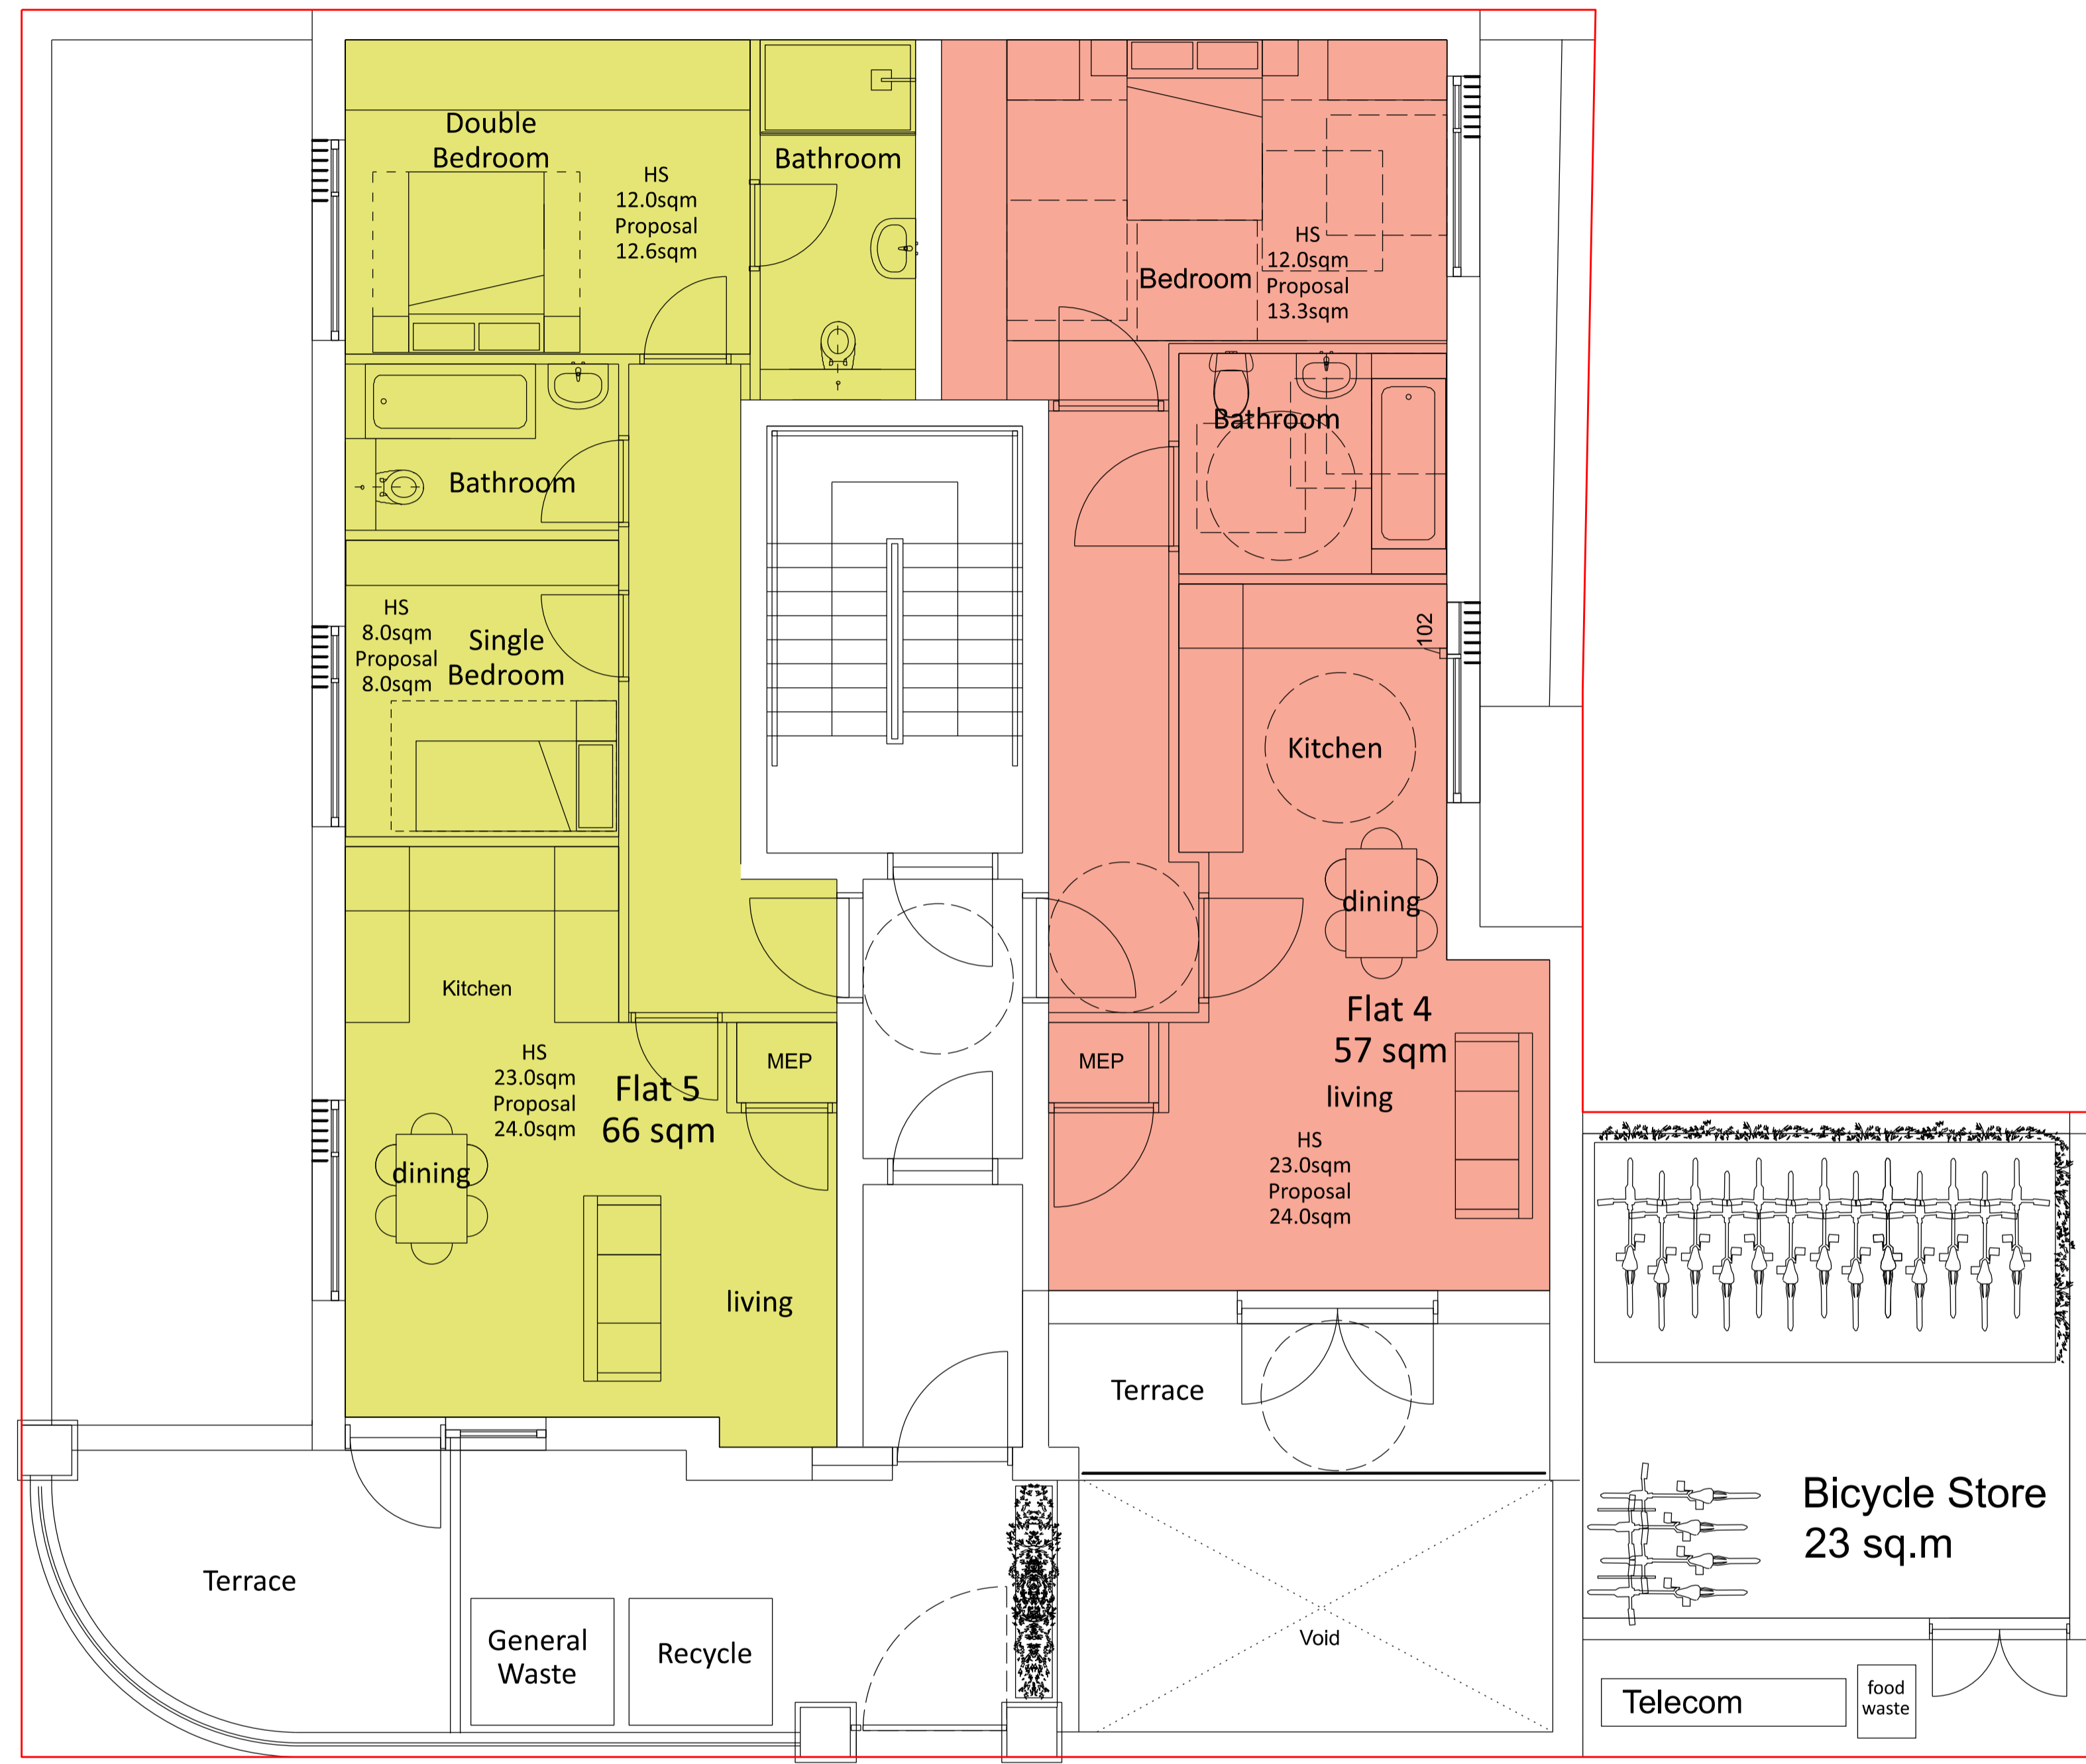 Double
Bedroom
HS
12.0sqm
Proposal
12.6sqm
Bathroom
Bedroom
HS
12.0sqm
Proposal
13.3sqm
Bathroom
Bathroom
HS
8.0sqm
Proposal
8.0sqm
Single
Bedroom
102
Kitchen
dining
Kitchen
Flat 4
57 sqm
living
HS
23.0sqm
Proposal
24.0sqm
MEP
MEP
HS
23.0sqm
Proposal
24.0sqm
Flat 5
66 sqm
dining
living
Terrace
Terrace
General
Waste
Recycle
Void
Bicycle Store
23 sq.m
Telecom
food
waste